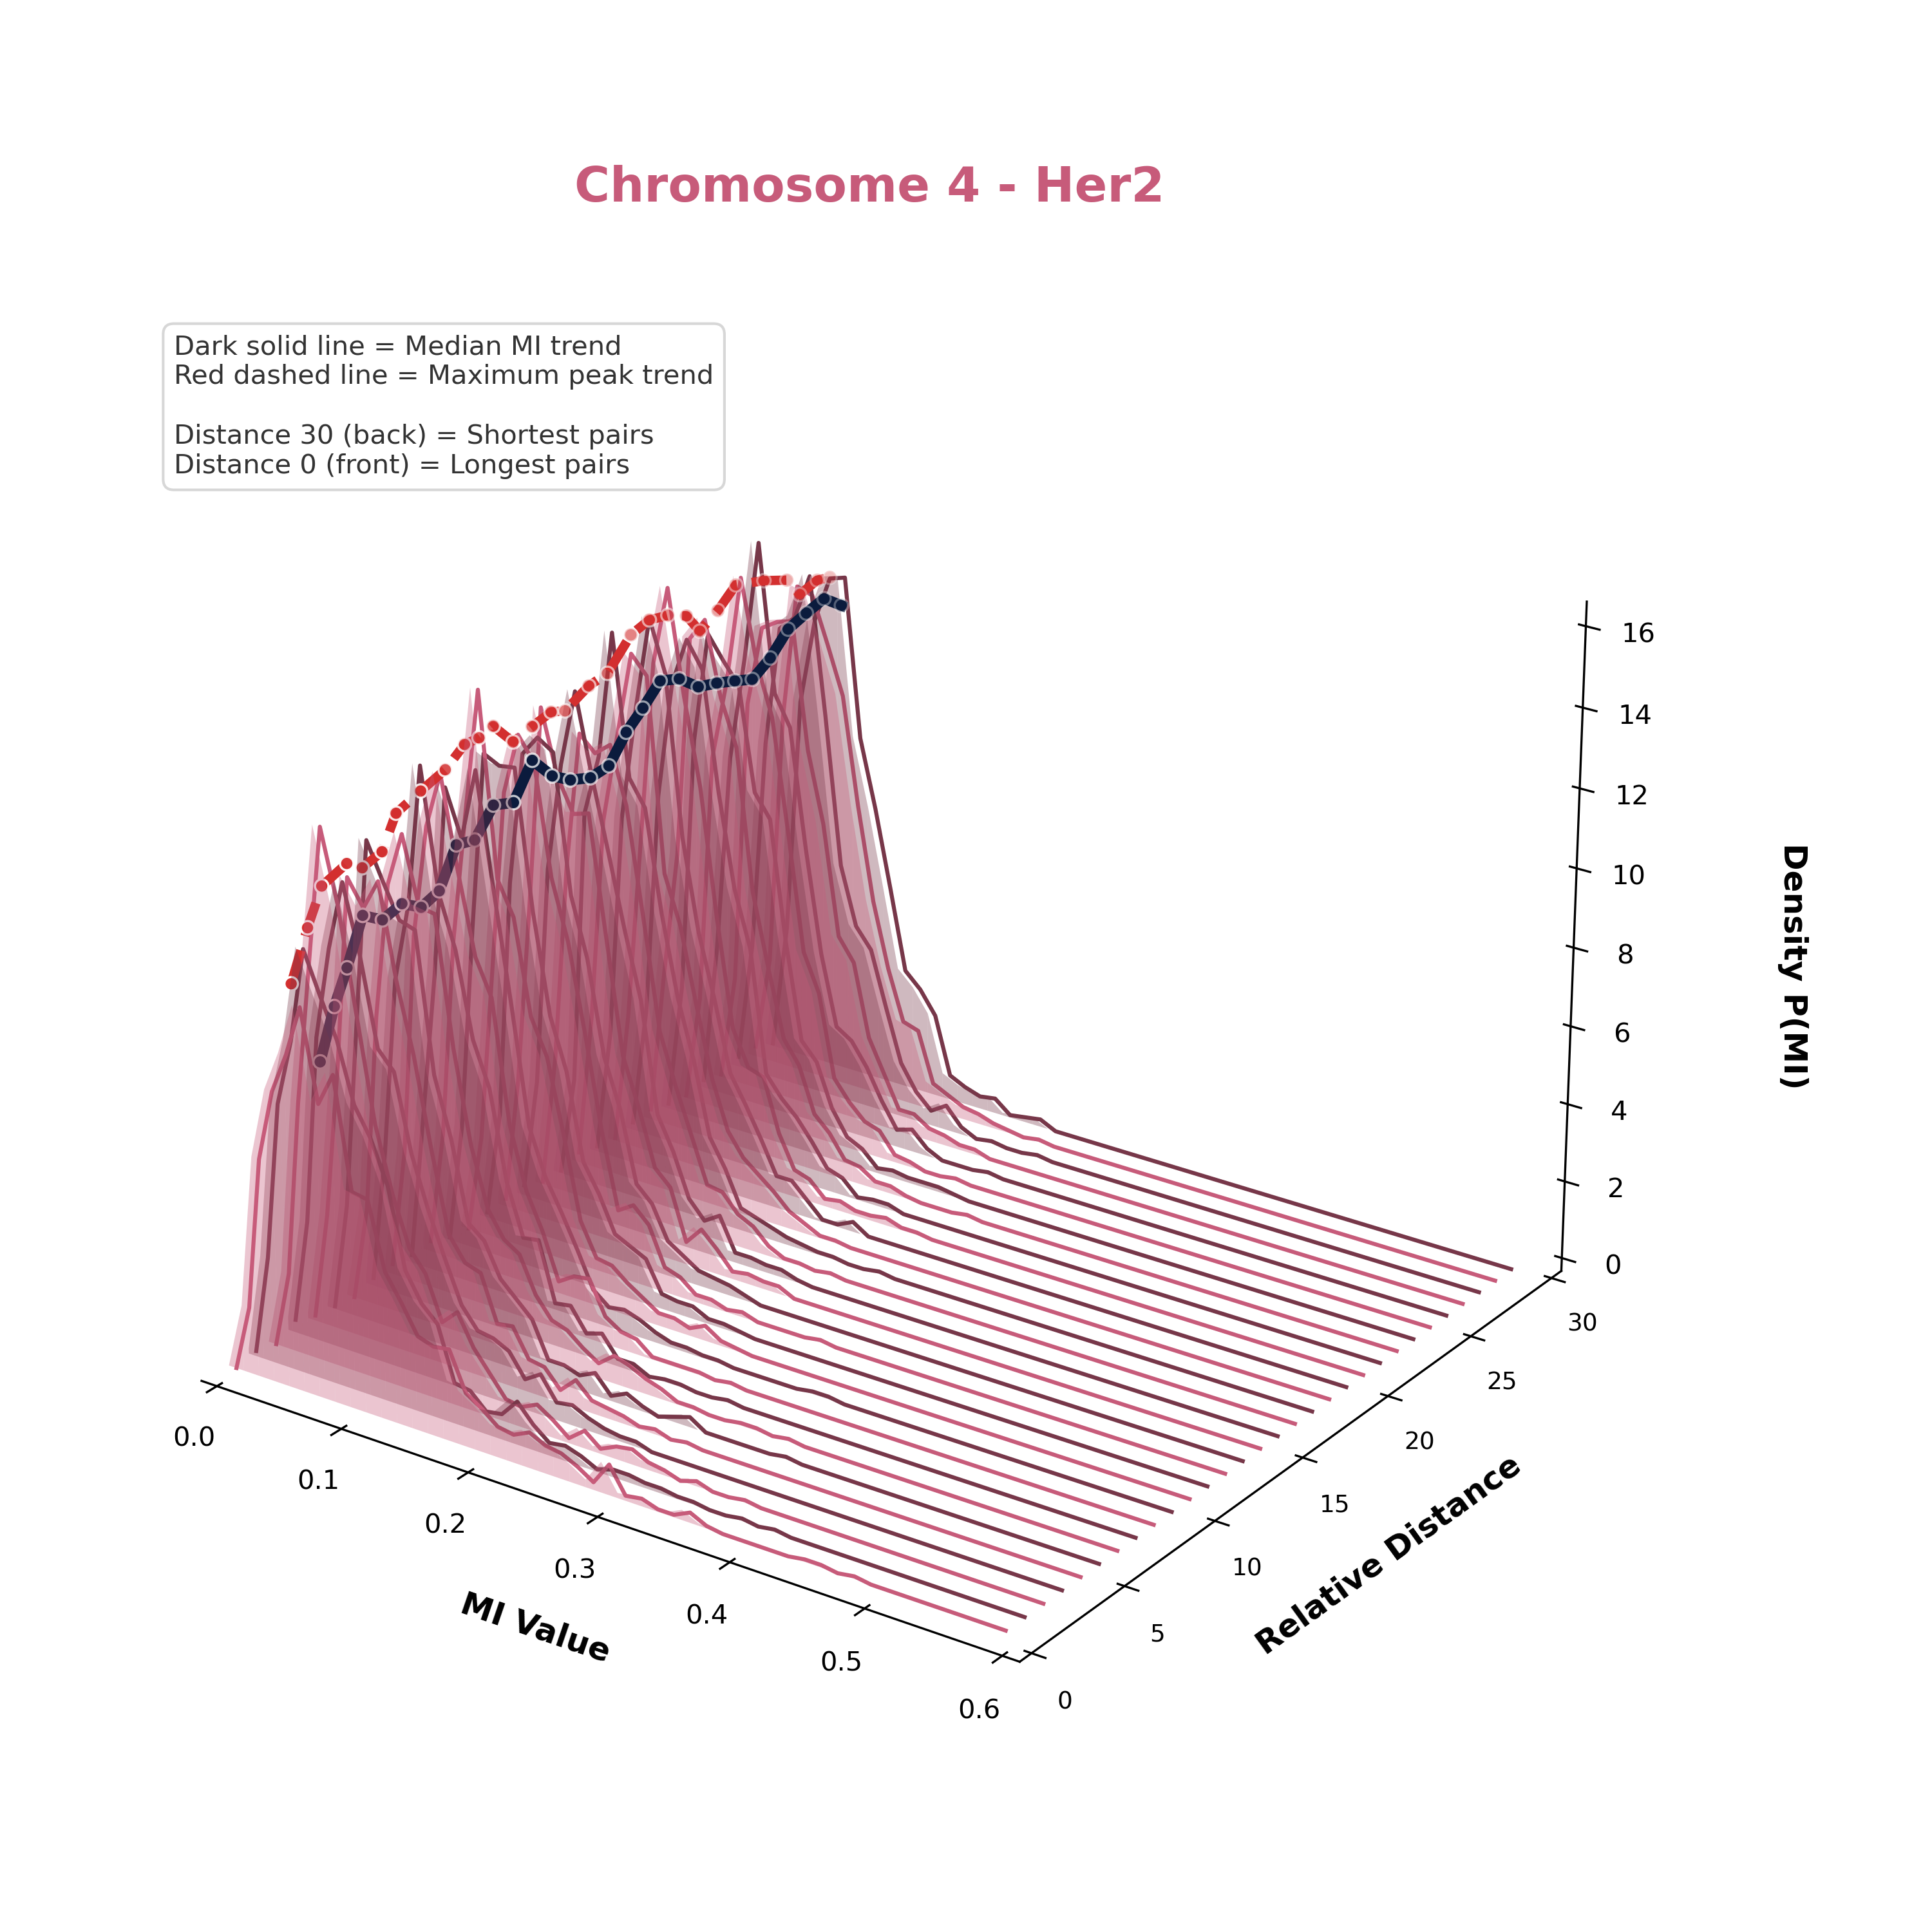 Chromosome 4 - Her2
Dark solid line = Median MI trend
Red dashed line = Maximum peak trend
Distance 30 (back) = Shortest pairs
Distance 0 (front) = Longest pairs
16
14
12
10
8
6
4
2
0
Density P(MI)
0.0
0.1
0.2
0.3
0.4
0.5
0.6
MI Value
0
5
10
15
20
25
30
Relative Distance